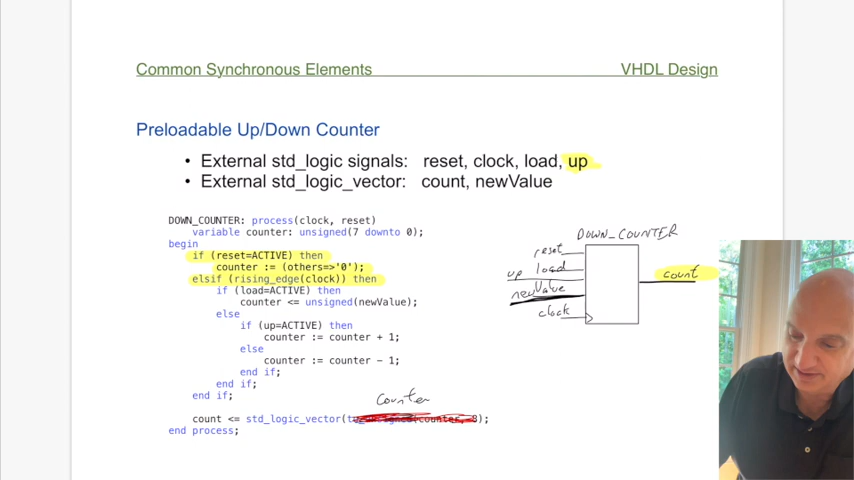 Common Synchronous Elements VHDL Design
Preloadable Up/Down Counter
• External std_logic signals: reset, clock, load, up
• External std_logic_vector: count, newValue
DOWN_COUNTER: process(clock, reset)
variable counter: unsigned(7 downto 0);
begin
if (reset=ACTIVE) then
counter := (others=>'0');
elsif (rising_edge(clock)) then
if (load=ACTIVE) then
counter <= unsigned(newValue);
else
if (up=ACTIVE) then
counter := counter + 1;
else
counter := counter - 1;
end if;
end if;
end if;
counter
count <= std_logic_vector(to_unsigned(counter, 8);
end process;
DOWN_COUNTER
reset
up load
newValue
clock
count